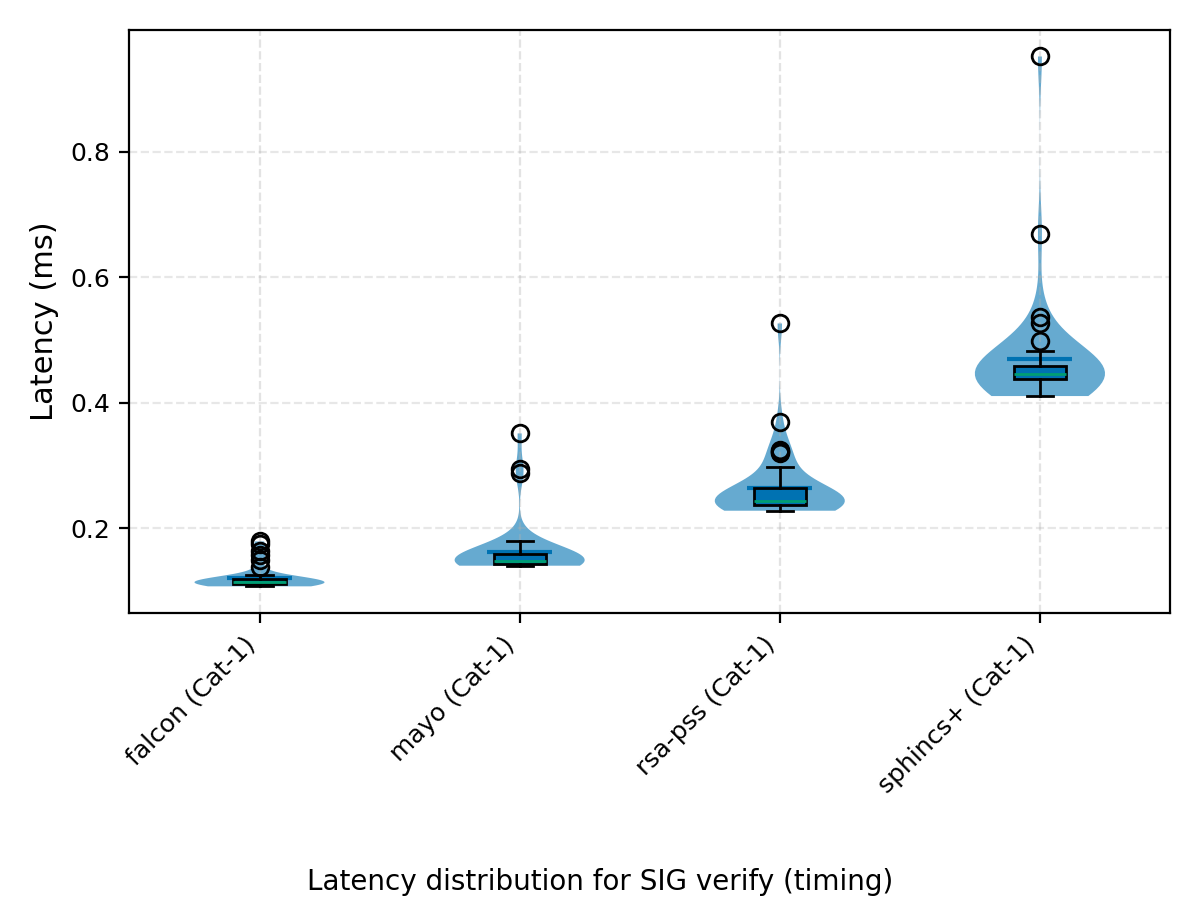 0.8
0.6
0.4
0.2
Latency (ms)
falcon (Cat-1)
mayo (Cat-1)
rsa-pss (Cat-1)
sphincs+ (Cat-1)
Latency distribution for SIG verify (timing)